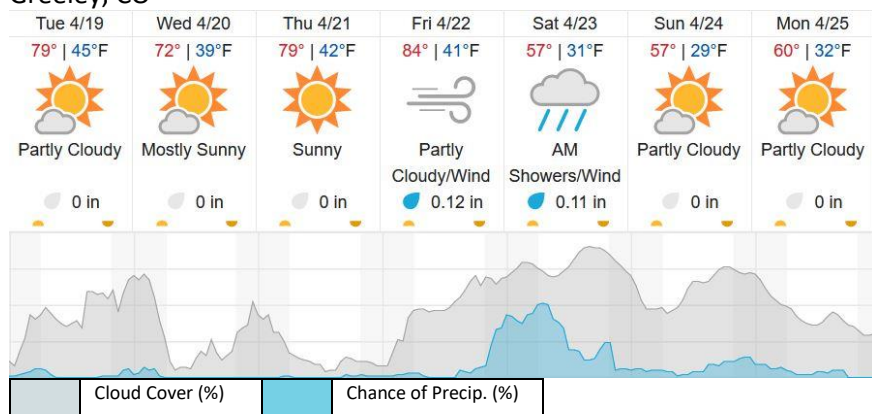 Greeley, CO
Tue 4/19 Wed 4/20 Thu 4/21 Fri 4/22 Sat 4/23 Sun 4/24 Mon 4/25
79° | 45°F 72° | 39°F 79° | 42°F 84° | 41°F 57° | 31°F 57° | 29°F 60° | 32°F
Partly Cloudy Mostly Sunny Sunny Partly AM Partly Cloudy Partly Cloudy
Cloudy/Wind Showers/Wind
0 in 0 in 0 in 0.12 in 0.11 in 0 in 0 in
Cloud Cover (%) Chance of Precip. (%)